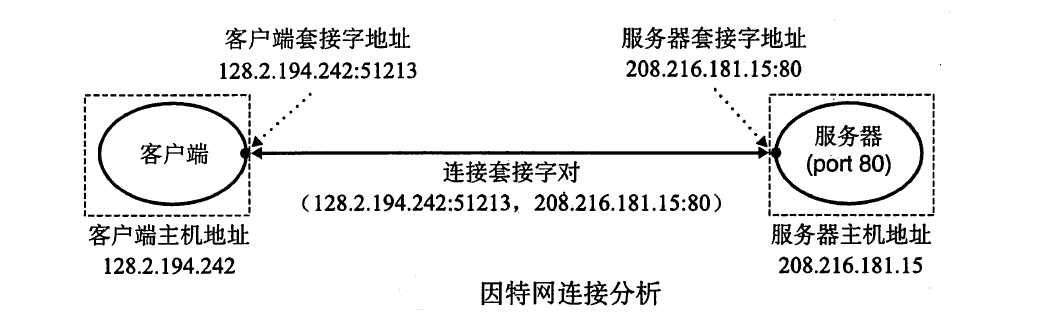 客户端套接字地址
128.2.194.242:51213
服务器套接字地址
208.216.181.15:80
客户端
服务器
(port 80)
连接套接字对
（128.2.194.242:51213，208.216.181.15:80）
客户端主机地址
128.2.194.242
服务器主机地址
208.216.181.15
因特网连接分析